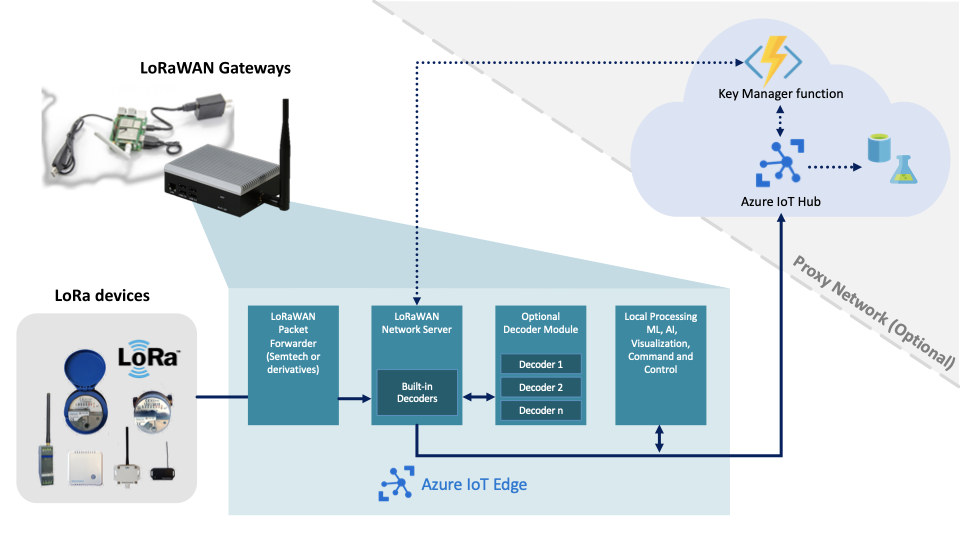 LoRaWAN Gateways
Key Manager function
Azure IoT Hub
Proxy Network (Optional)
LoRa devices
LoRa™
LoRaWAN
Packet
Forwarder
(Semtech or
derivatives)
LoRaWAN
Network Server
Built-in
Decoders
Optional
Decoder Module
Decoder 1
Decoder 2
Decoder n
Local Processing
ML, AI,
Visualization,
Command and
Control
Azure IoT Edge